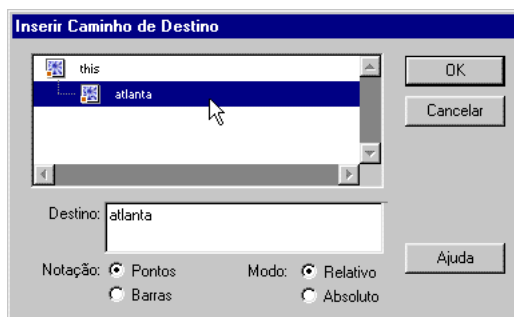 Inserir Caminho de Destino
this
atlanta
OK
Cancelar
Destino: atlanta
Notação: Pontos Modo: Relativo Ajuda
Barras Absoluto